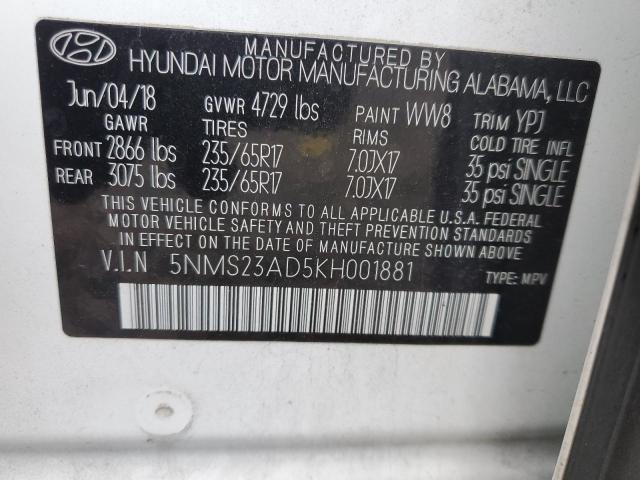 MANUFACTURED BY
HYUNDAI MOTOR MANUFACTURING ALABAMA, LLC
Jun/04/18 GVWR 4729 lbs PAINT WW8 TRIM YPJ
GAWR TIRES RIMS COLD TIRE INFL
FRONT 2866 lbs 235/65R17 7.0JX17 35 psi SINGLE
REAR 3075 lbs 235/65R17 7.0JX17 35 psi SINGLE
THIS VEHICLE CONFORMS TO ALL APPLICABLE U.S.A. FEDERAL
MOTOR VEHICLE SAFETY AND THEFT PREVENTION STANDARDS
IN EFFECT ON THE DATE OF MANUFACTURE SHOWN ABOVE.
V.I.N 5NMS23AD5KH001881 TYPE: MPV